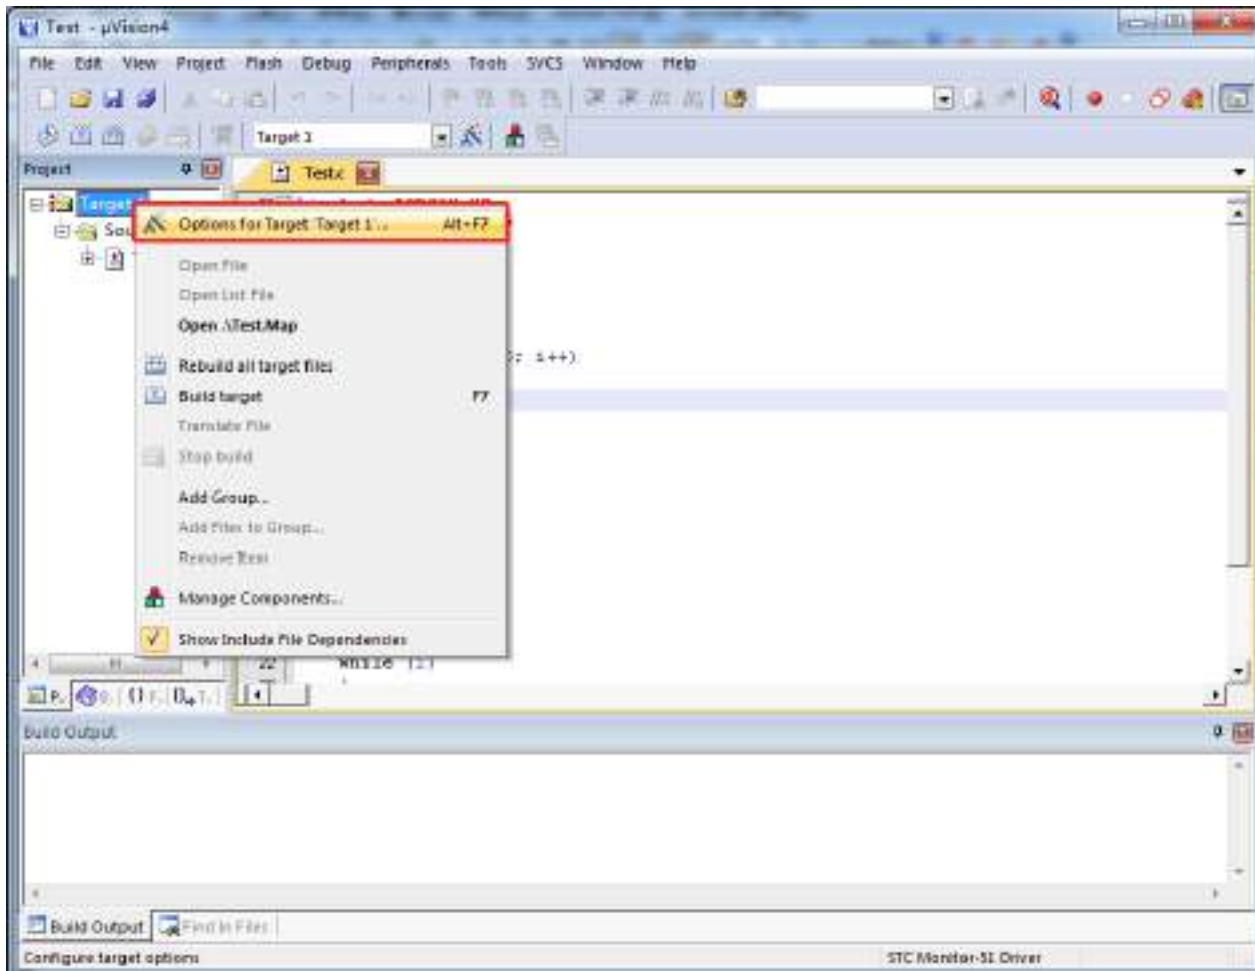 Test - µVision4
File Edit View Project Flash Debug Peripherals Tools SVCS Window Help
Target 1
Project
Test.c
Target
Sou
Options for Target 'Target 1'... Alt+F7
Open File
Open List File
Open .\Test.Map
Rebuild all target files
; i++)
Build target F7
Translate File
Stop build
Add Group...
Add Files to Group...
Remove Item
Manage Components...
Show Include File Dependencies
22 while (1)
Build Output
Build Output Find In Files
Configure target options STC Monitor-51 Driver